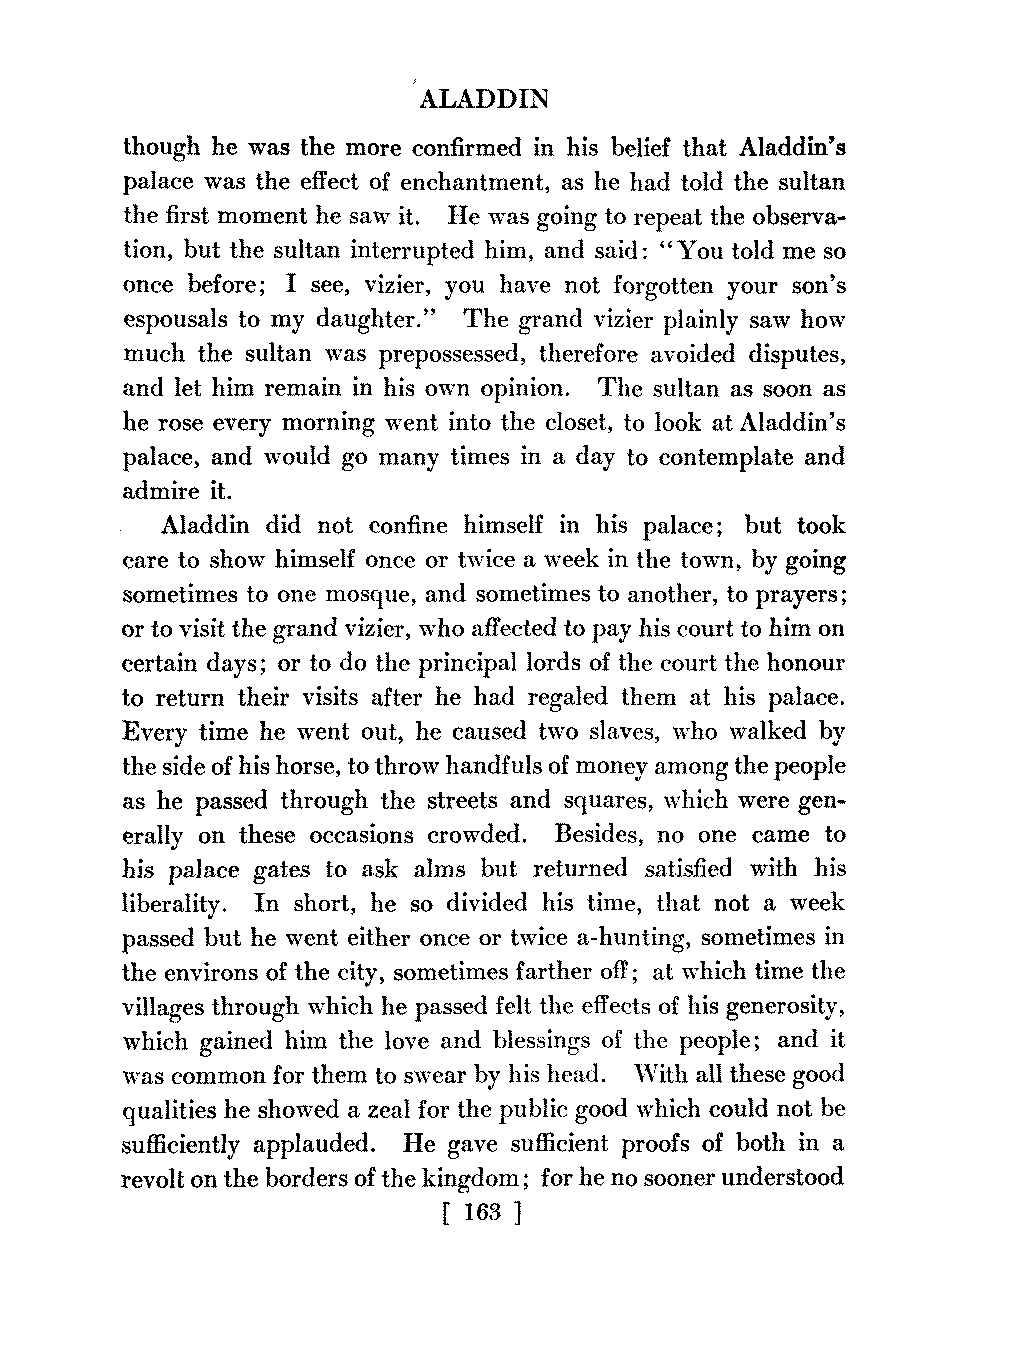 ALADDIN
though he was the more confirmed in his belief that Aladdin's
palace was the effect of enchantment, as he had told the sultan
the first moment he saw it. He was going to repeat the observa-
tion, but the sultan interrupted him, and said: "You told me so
once before; I see, vizier, you have not forgotten your son's
espousals to my daughter." The grand vizier plainly saw how
much the sultan was prepossessed, therefore avoided disputes,
and let him remain in his own opinion. The sultan as soon as
he rose every morning went into the closet, to look at Aladdin's
palace, and would go many times in a day to contemplate and
admire it.
Aladdin did not confine himself in his palace; but took
care to show himself once or twice a week in the town, by going
sometimes to one mosque, and sometimes to another, to prayers;
or to visit the grand vizier, who affected to pay his court to him on
certain days; or to do the principal lords of the court the honour
to return their visits after he had regaled them at his palace.
Every time he went out, he caused two slaves, who walked by
the side of his horse, to throw handfuls of money among the people
as he passed through the streets and squares, which were gen-
erally on these occasions crowded. Besides, no one came to
his palace gates to ask alms but returned satisfied with his
liberality. In short, he so divided his time, that not a week
passed but he went either once or twice a-hunting, sometimes in
the environs of the city, sometimes farther off; at which time the
villages through which he passed felt the effects of his generosity,
which gained him the love and blessings of the people; and it
was common for them to swear by his head. With all these good
qualities he showed a zeal for the public good which could not be
sufficiently applauded. He gave sufficient proofs of both in a
revolt on the borders of the kingdom; for he no sooner understood
[ 163 ]